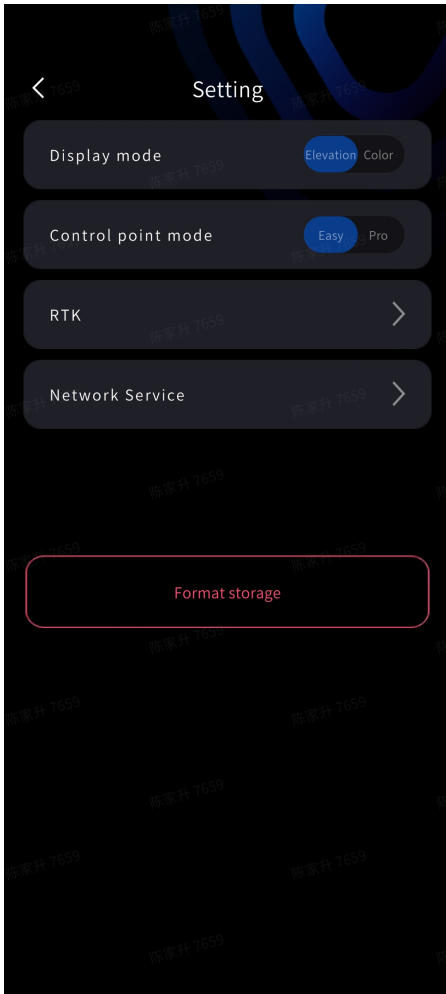 Setting
Display mode
Elevation Color
Control point mode
Easy Pro
RTK
Network Service
Format storage
陈家升 7659